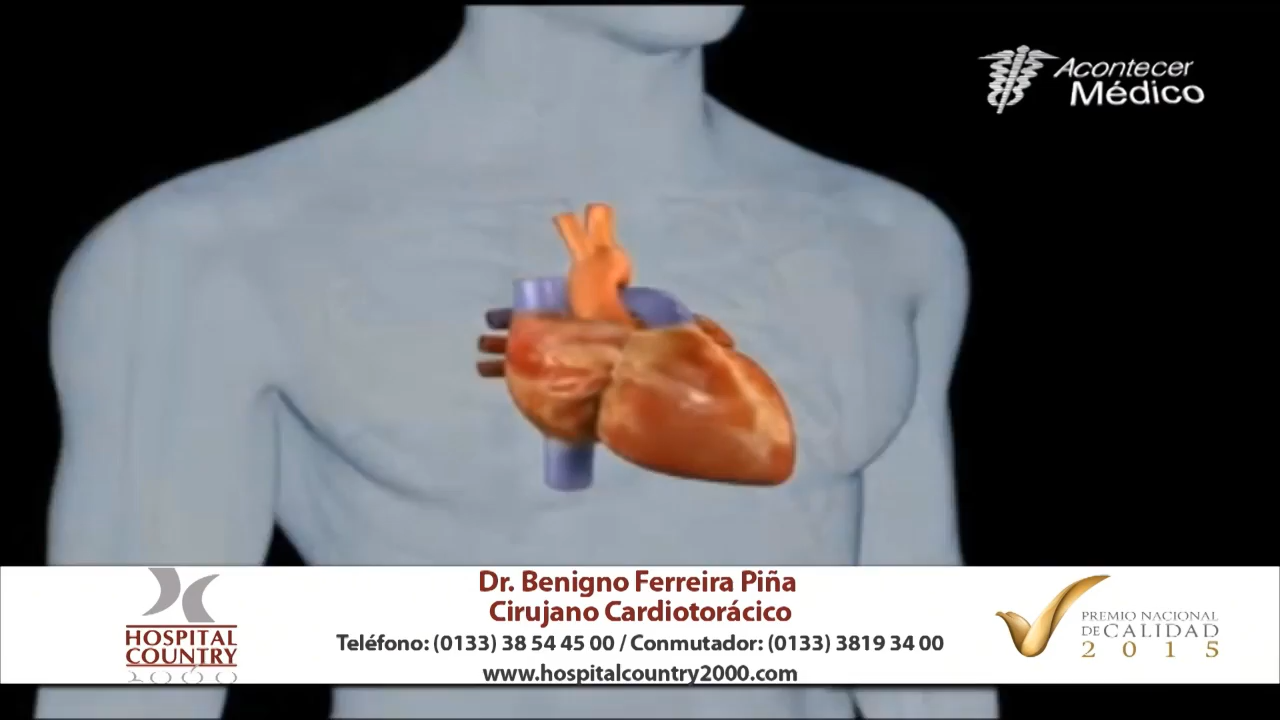 Acontecer
Médico
Dr. Benigno Ferreira Piña
Cirujano Cardiotorácico
Teléfono: (0133) 38 54 45 00 / Conmutador: (0133) 3819 34 00
www.hospitalcountry2000.com
HOSPITAL
COUNTRY
2000
PREMIO NACIONAL
DE CALIDAD
2015